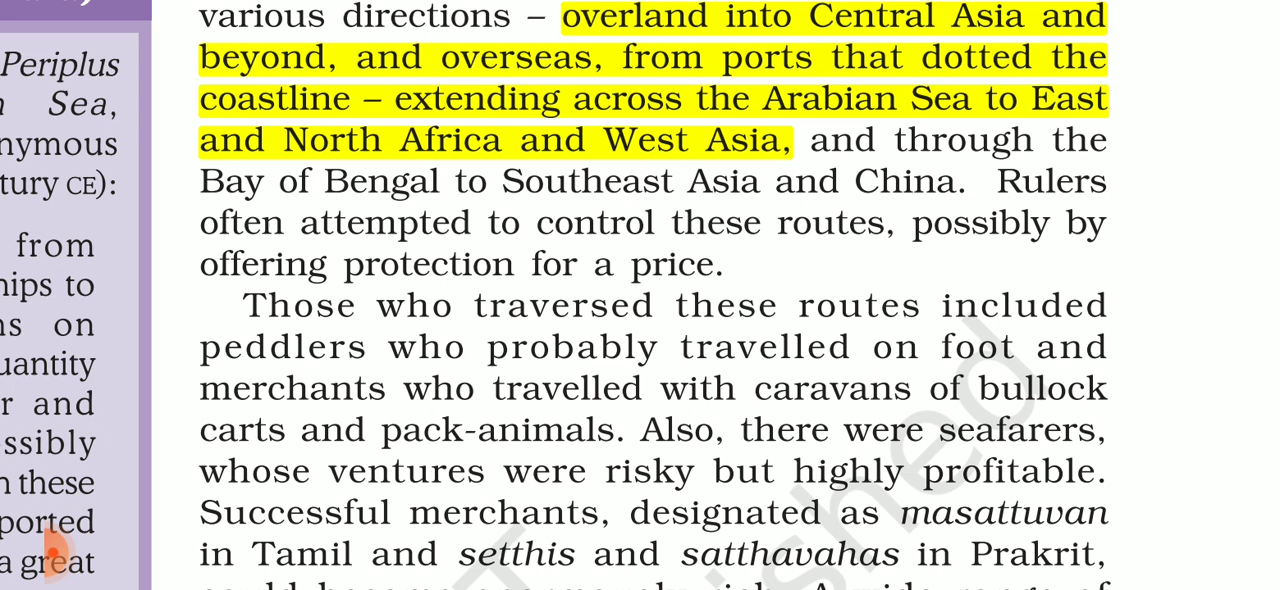 Periplus
Sea,
nymous
tury CE):
from
hips to
ns on
uantity
r and
ssibly
n these
ported
a great
various directions – overland into Central Asia and
beyond, and overseas, from ports that dotted the
coastline – extending across the Arabian Sea to East
and North Africa and West Asia, and through the
Bay of Bengal to Southeast Asia and China. Rulers
often attempted to control these routes, possibly by
offering protection for a price.
Those who traversed these routes included
peddlers who probably travelled on foot and
merchants who travelled with caravans of bullock
carts and pack-animals. Also, there were seafarers,
whose ventures were risky but highly profitable.
Successful merchants, designated as masattuvan
in Tamil and setthis and satthavahas in Prakrit,